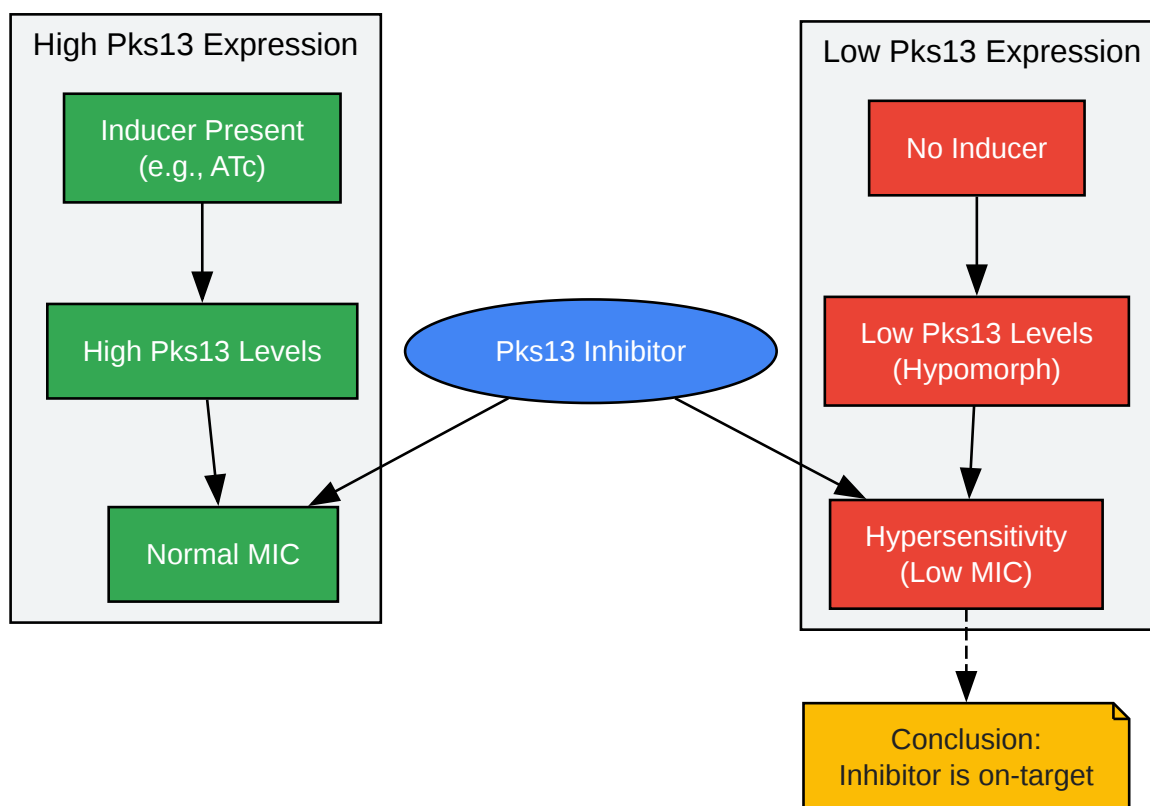 High Pks13 Expression
Inducer Present
(e.g., ATc)
High Pks13 Levels
Normal MIC
Pks13 Inhibitor
Low Pks13 Expression
No Inducer
Low Pks13 Levels
(Hypomorph)
Hypersensitivity
(Low MIC)
Conclusion:
Inhibitor is on-target